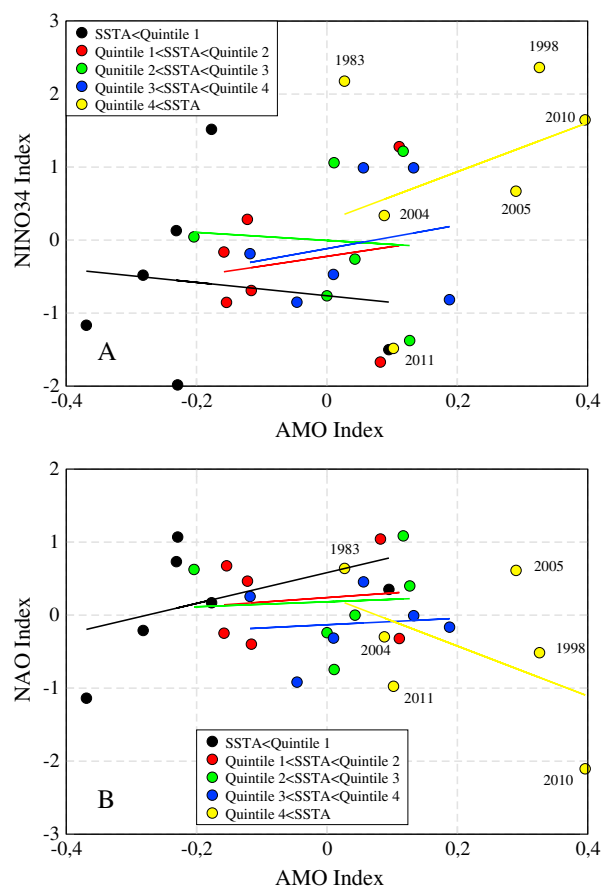 3
SSTA<Quintile 1
Quintile 1<SSTA<Quintile 2
Qunitile 2<SSTA<Quintile 3
Quintile 3<SSTA<Quintile 4
Quintile 4<SSTA
1983
1998
2
2010
1
2004
2005
NINO34 Index
0
-1
A
2011
-2
-0,4
-0,2
0
0,2
0,4
AMO Index
2
1
1983
2005
NAO Index
0
2004
1998
-1
2011
SSTA<Quintile 1
Quintile 1<SSTA<Quintile 2
Quintile 2<SSTA<Quintile 3
Quintile 3<SSTA<Quintile 4
Quintile 4<SSTA
-2
2010
B
-3
-0,4
-0,2
0
0,2
0,4
AMO Index